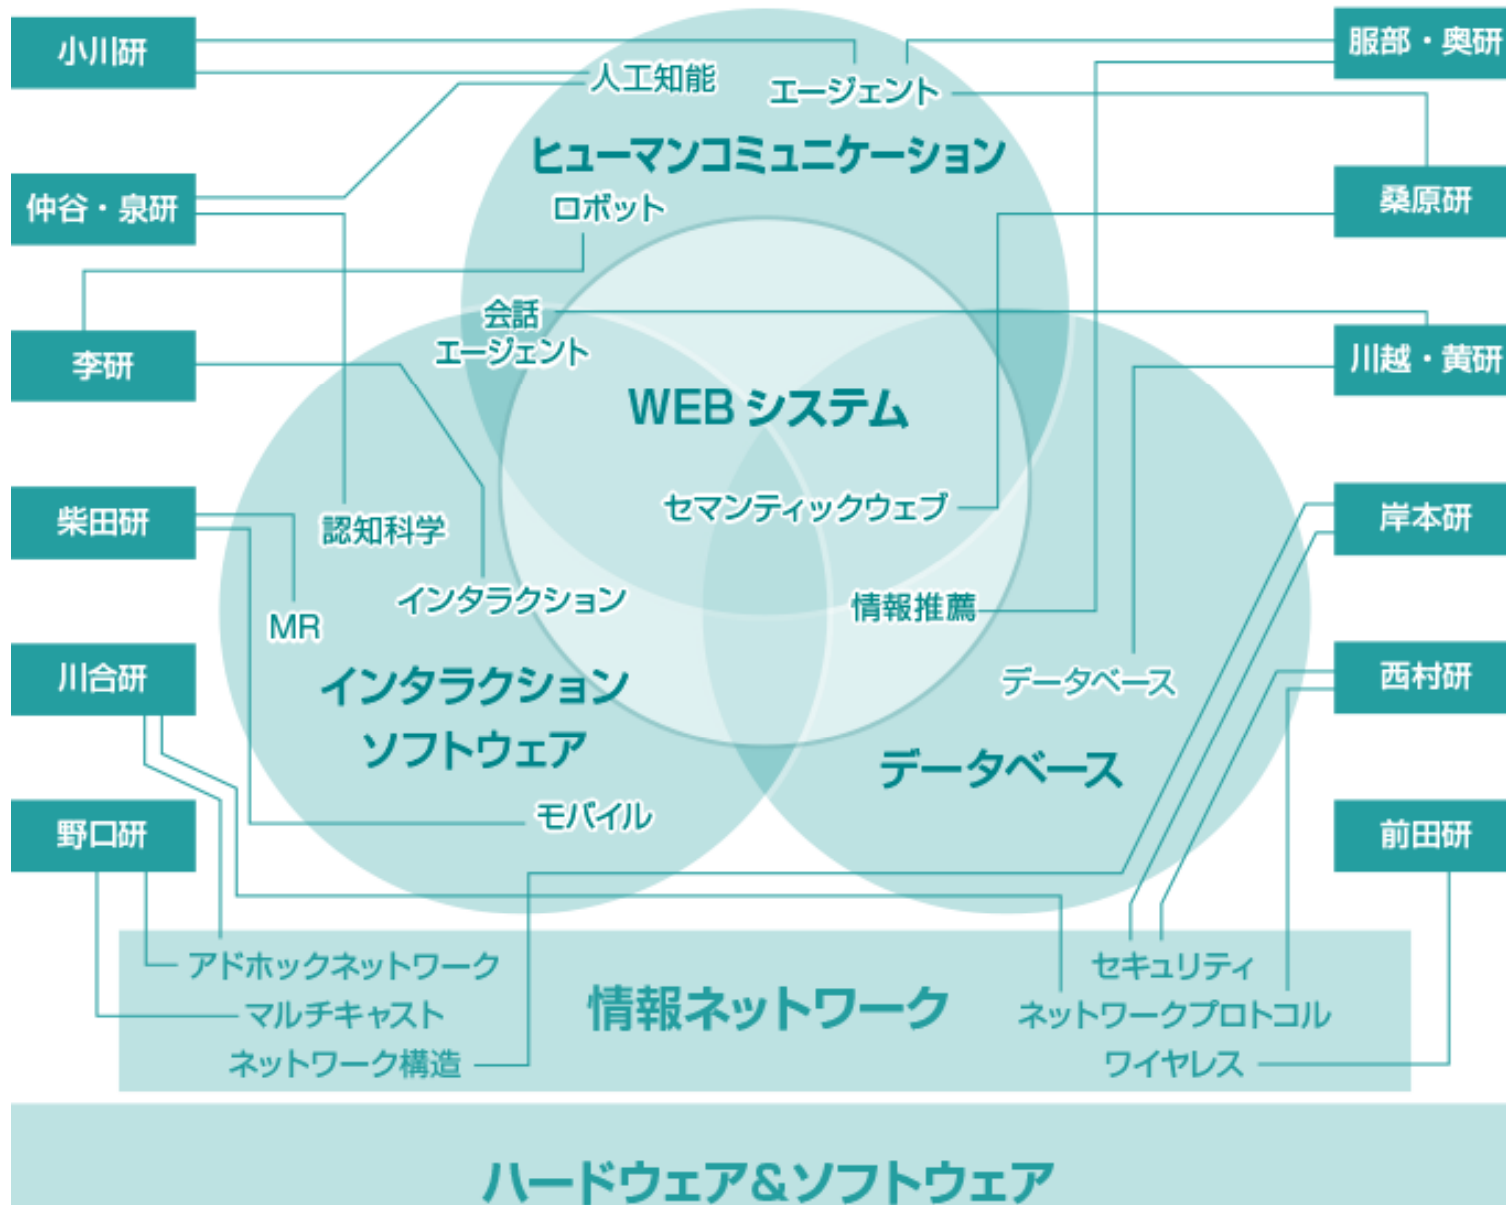 小川研
服部・奥研
人工知能
エージェント
ヒューマンコミュニケーション
仲谷・泉研
ロボット
桑原研
会話
エージェント
李研
川越・黄研
WEB システム
セマンティックウェブ
柴田研
認知科学
岸本研
インタラクション
情報推薦
MR
川合研
インタラクション
ソフトウェア
データベース
西村研
データベース
モバイル
野口研
前田研
アドホックネットワーク
マルチキャスト
ネットワーク構造
情報ネットワーク
セキュリティ
ネットワークプロトコル
ワイヤレス
ハードウェア&ソフトウェア